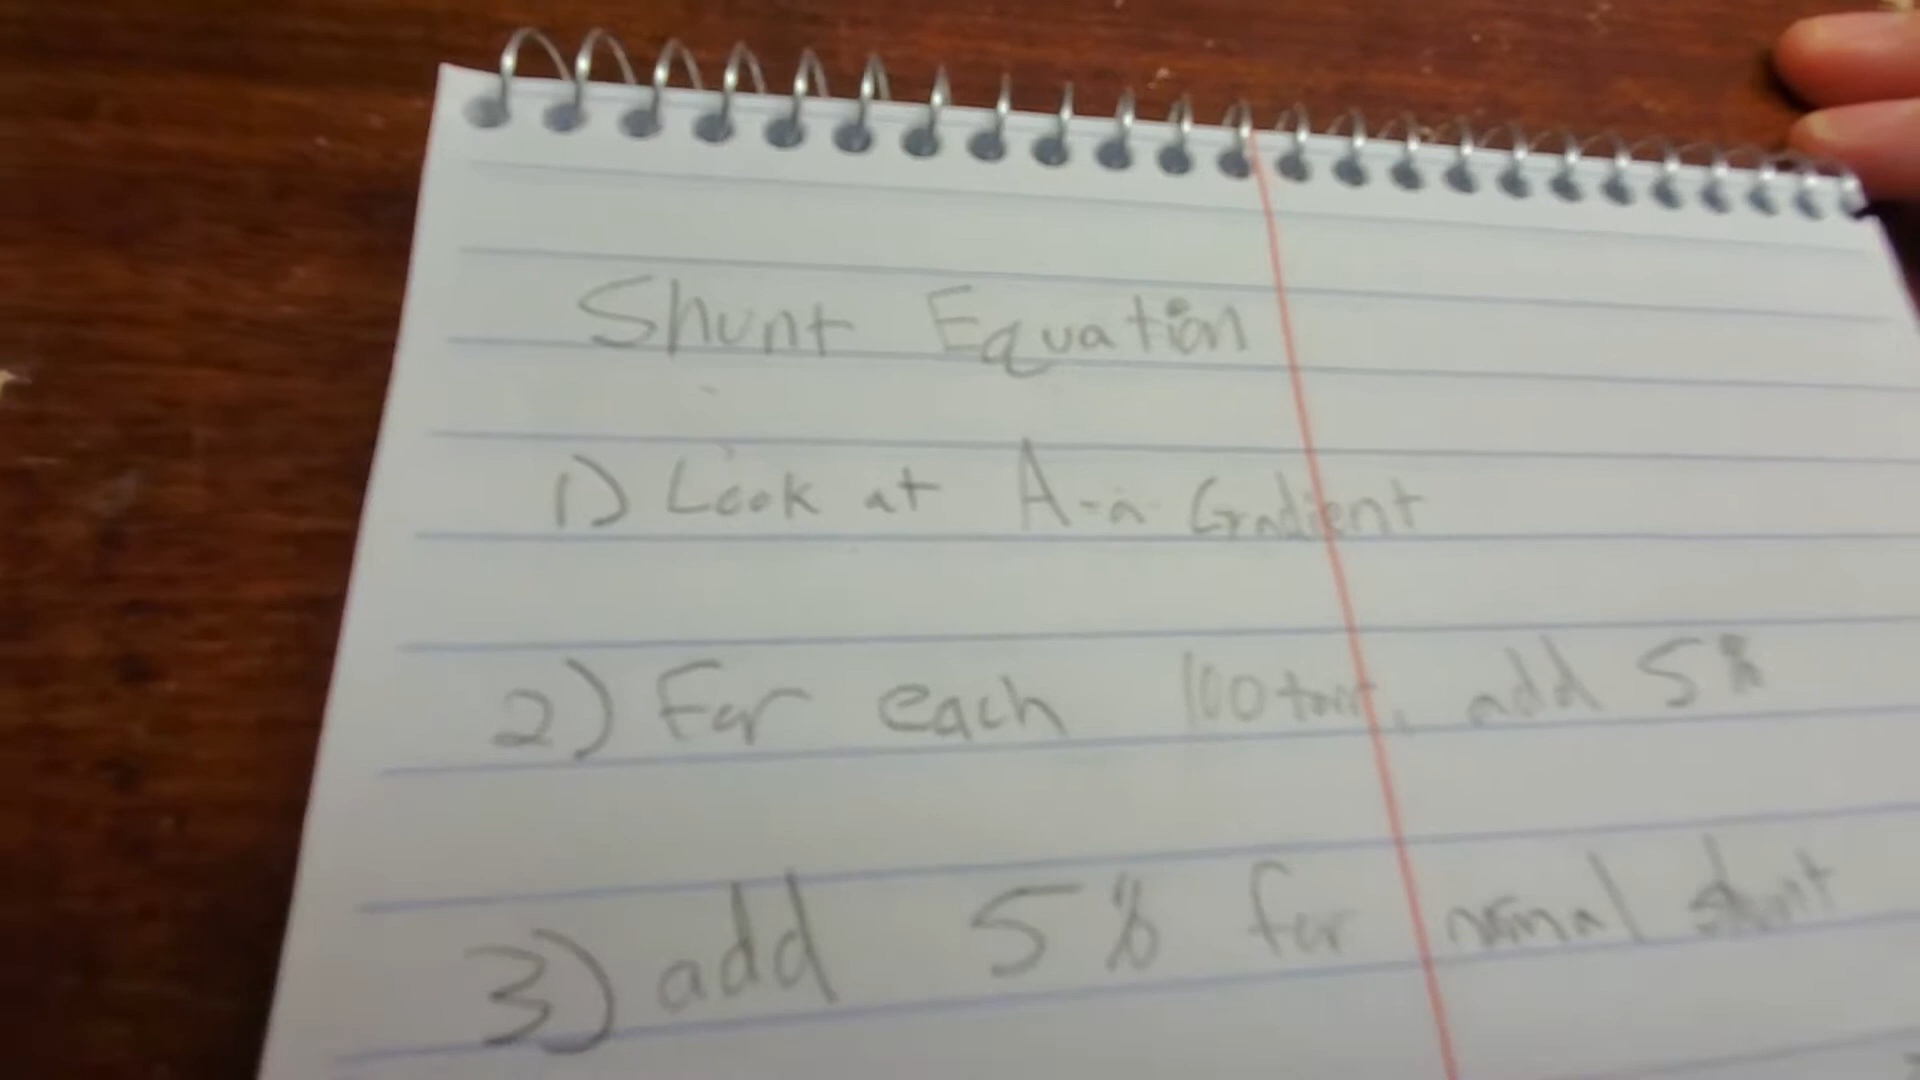 Shunt Equation
1) Look at A-a Gradient
2) For each 100 torr, add 5%
3) add 5% for normal shunt